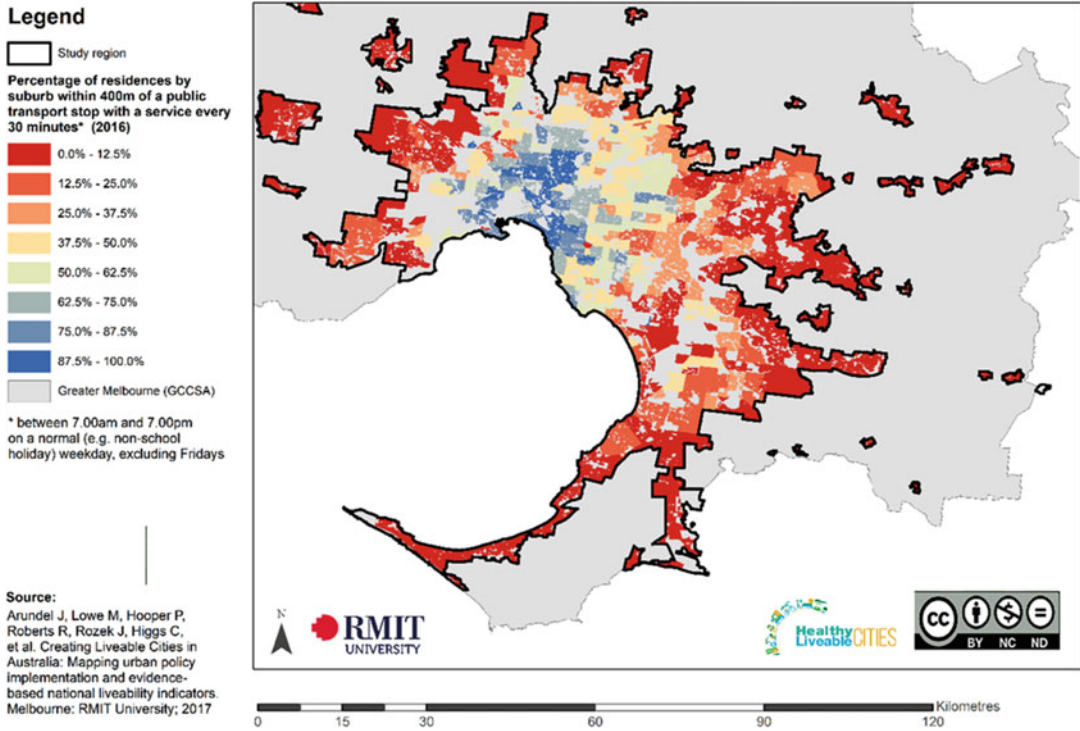 Legend
Study region
Percentage of residences by
suburb within 400m of a public
transport stop with a service every
30 minutes* (2016)
0.0% - 12.5%
12.5% - 25.0%
25.0% - 37.5%
37.5% - 50.0%
50.0% - 62.5%
62.5% - 75.0%
75.0% - 87.5%
87.5% - 100.0%
Greater Melbourne (GCCSA)
* between 7.00am and 7.00pm
on a normal (e.g. non-school
holiday) weekday, excluding Fridays
Source:
Arundel J, Lowe M, Hooper P,
Roberts R, Rozek J, Higgs C,
et al. Creating Liveable Cities in
Australia: Mapping urban policy
implementation and evidence-
based national liveability indicators.
Melbourne: RMIT University; 2017
N
RMIT
UNIVERSITY
Healthy
Liveable CITIES
cc
BY NC ND
Kilometres
0 15 30 60 90 120